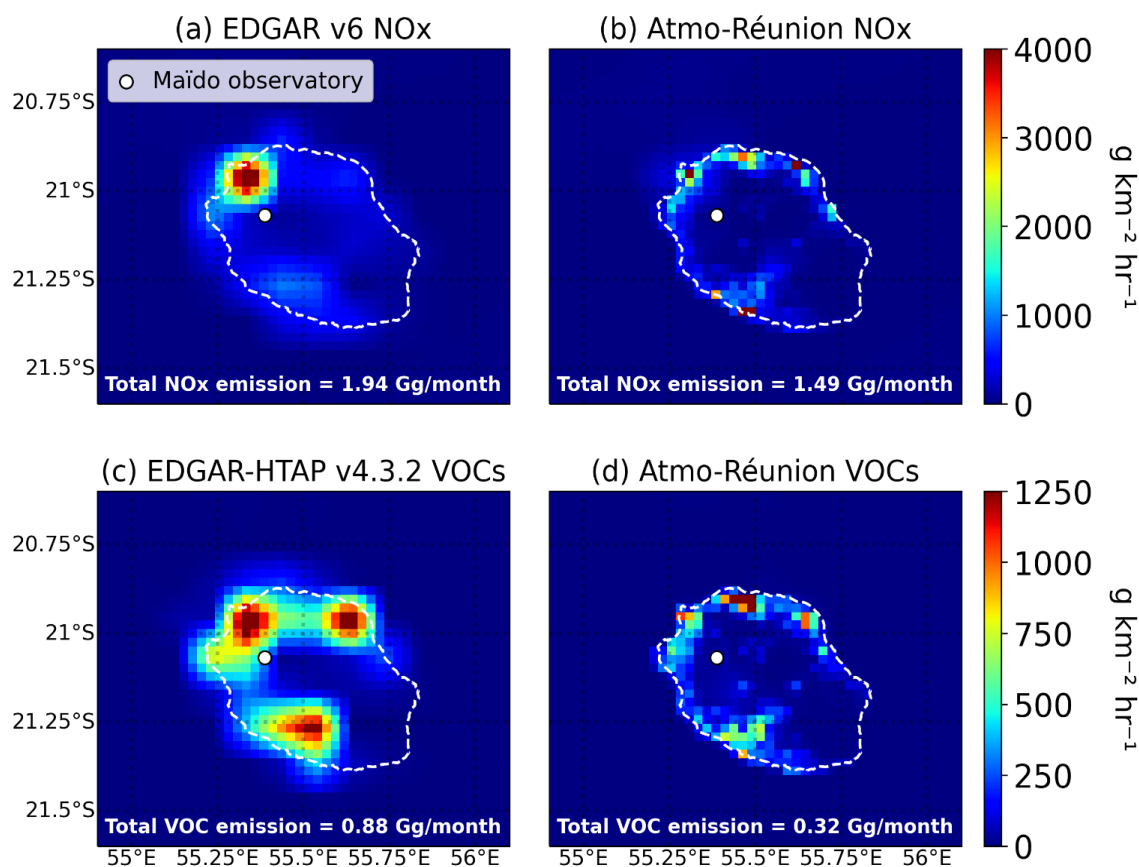 (a) EDGAR v6 NOx
(b) Atmo-Réunion NOx
Maïdo observatory
20.75°S
21°S
21.25°S
21.5°S
Total NOx emission = 1.94 Gg/month
Total NOx emission = 1.49 Gg/month
4000
3000
2000
1000
0
g km⁻² hr⁻¹
(c) EDGAR-HTAP v4.3.2 VOCs
(d) Atmo-Réunion VOCs
20.75°S
21°S
21.25°S
21.5°S
Total VOC emission = 0.88 Gg/month
Total VOC emission = 0.32 Gg/month
55°E 55.25°E 55.5°E 55.75°E 56°E
55°E 55.25°E 55.5°E 55.75°E 56°E
1250
1000
750
500
250
0
g km⁻² hr⁻¹